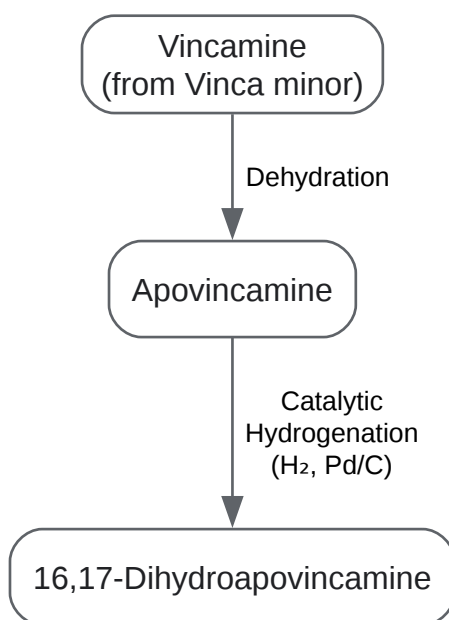 Vincamine
(from Vinca minor)
Dehydration
Apovincamine
Catalytic
Hydrogenation
(H₂, Pd/C)
16,17-Dihydroapovincamine